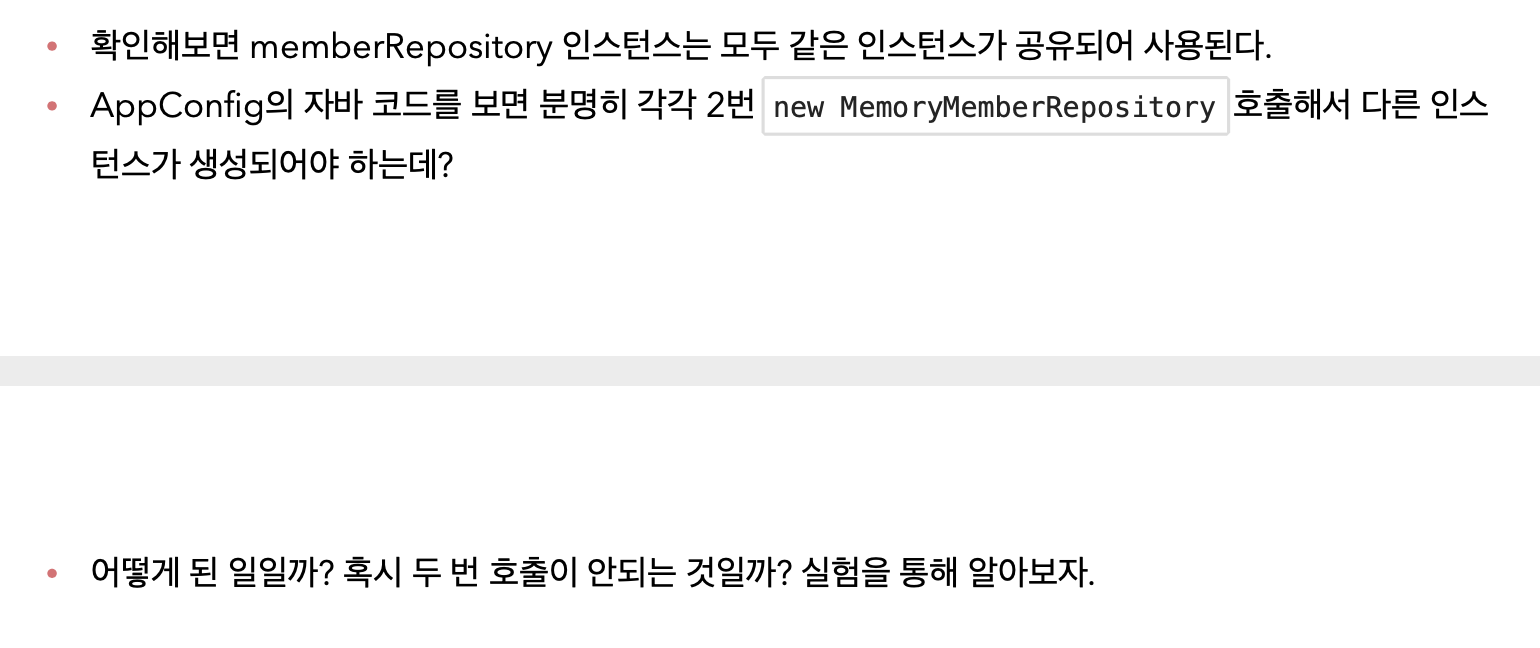 확인해보면 memberRepository 인스턴스는 모두 같은 인스턴스가 공유되어 사용된다.
AppConfig의 자바 코드를 보면 분명히 각각 2번 new MemoryMemberRepository 호출해서 다른 인스
턴스가 생성되어야 하는데?
어떻게 된 일일까? 혹시 두 번 호출이 안되는 것일까? 실험을 통해 알아보자.